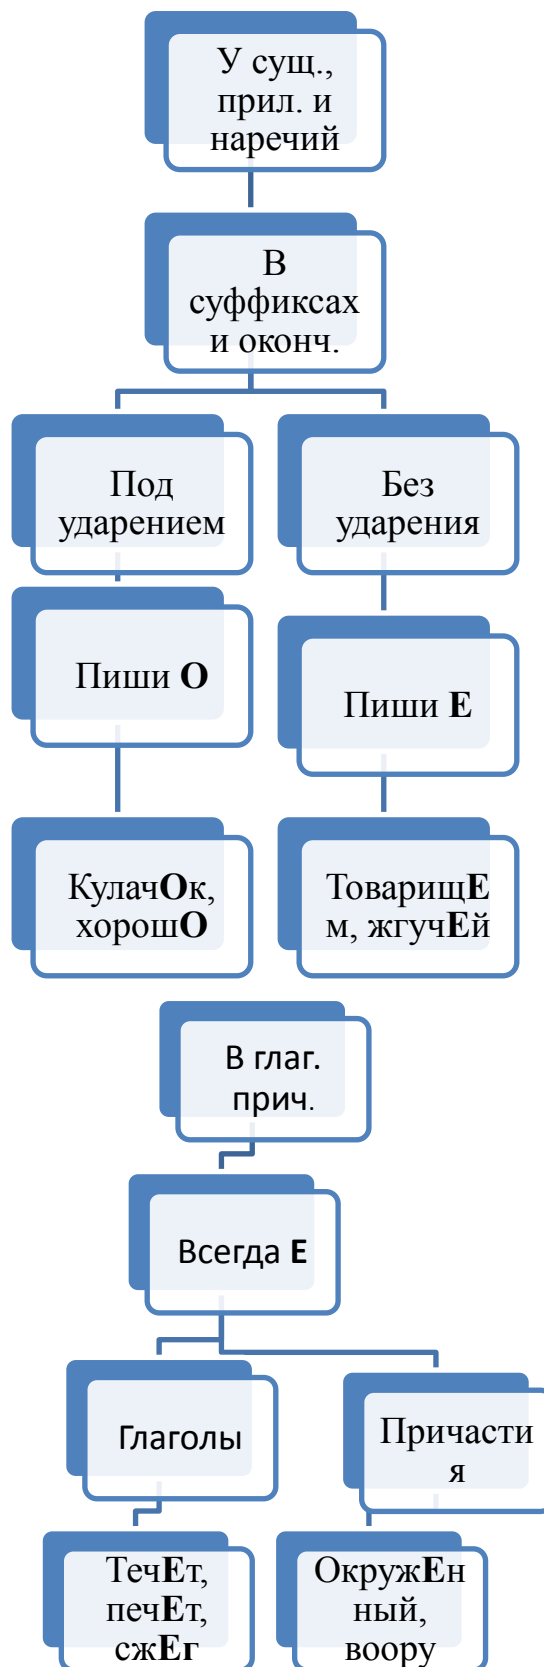 У сущ.,
прил. и
наречий
В
суффиксах
и оконч.
Под
ударением
Без
ударения
Пиши О
Пиши Е
КулачОк,
хорошО
ТоварищЕ
м, жгучЕй
В глаг.
прич.
Всегда Е
Глаголы
Причасти
я
ТечЕт,
печЕт,
сжЕг
ОкружЕн
ный,
воору